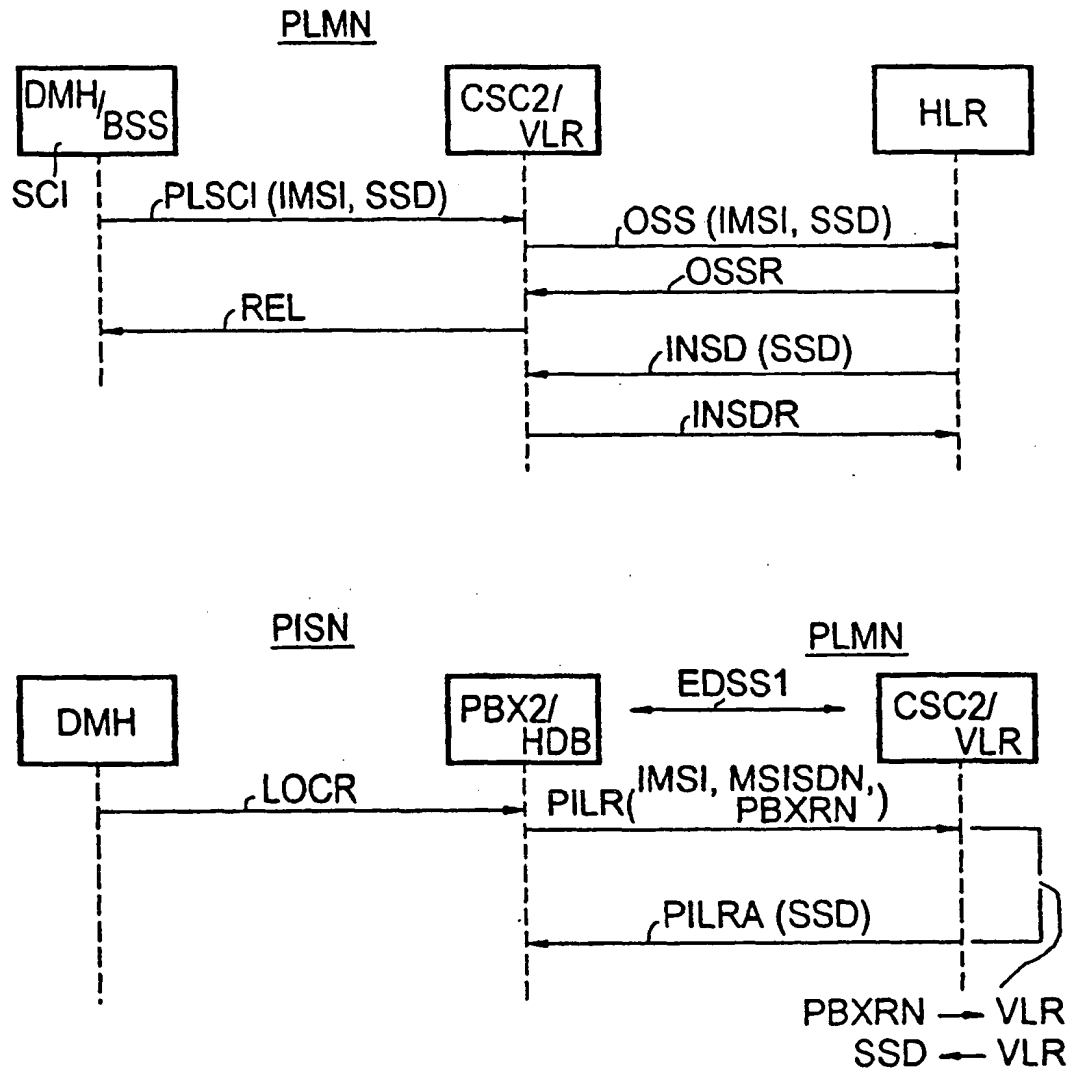 PLMN
DMH/
BSS
CSC2/
VLR
HLR
SCI
PLSCI (IMSI, SSD)
OSS (IMSI, SSD)
OSSR
REL
INSD (SSD)
INSDR
PISN
PLMN
DMH
PBX2/
HDB
EDSS1
CSC2/
VLR
LOCR
PILR(IMSI, MSISDN,
PBXRN)
PILRA (SSD)
PBXRN → VLR
SSD ← VLR